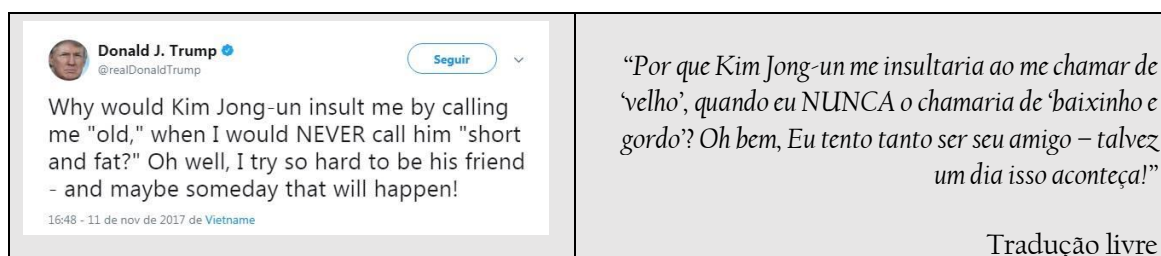 Donald J. Trump
@realDonaldTrump
Seguir
Why would Kim Jong-un insult me by calling
me "old," when I would NEVER call him "short
and fat?" Oh well, I try so hard to be his friend
- and maybe someday that will happen!
16:48 - 11 de nov de 2017 de Vietname
“Por que Kim Jong-un me insultaria ao me chamar de
‘velho’, quando eu NUNCA o chamaria de ‘baixinho e
gordo’? Oh bem, Eu tento tanto ser seu amigo – talvez
um dia isso aconteça!”
Tradução livre